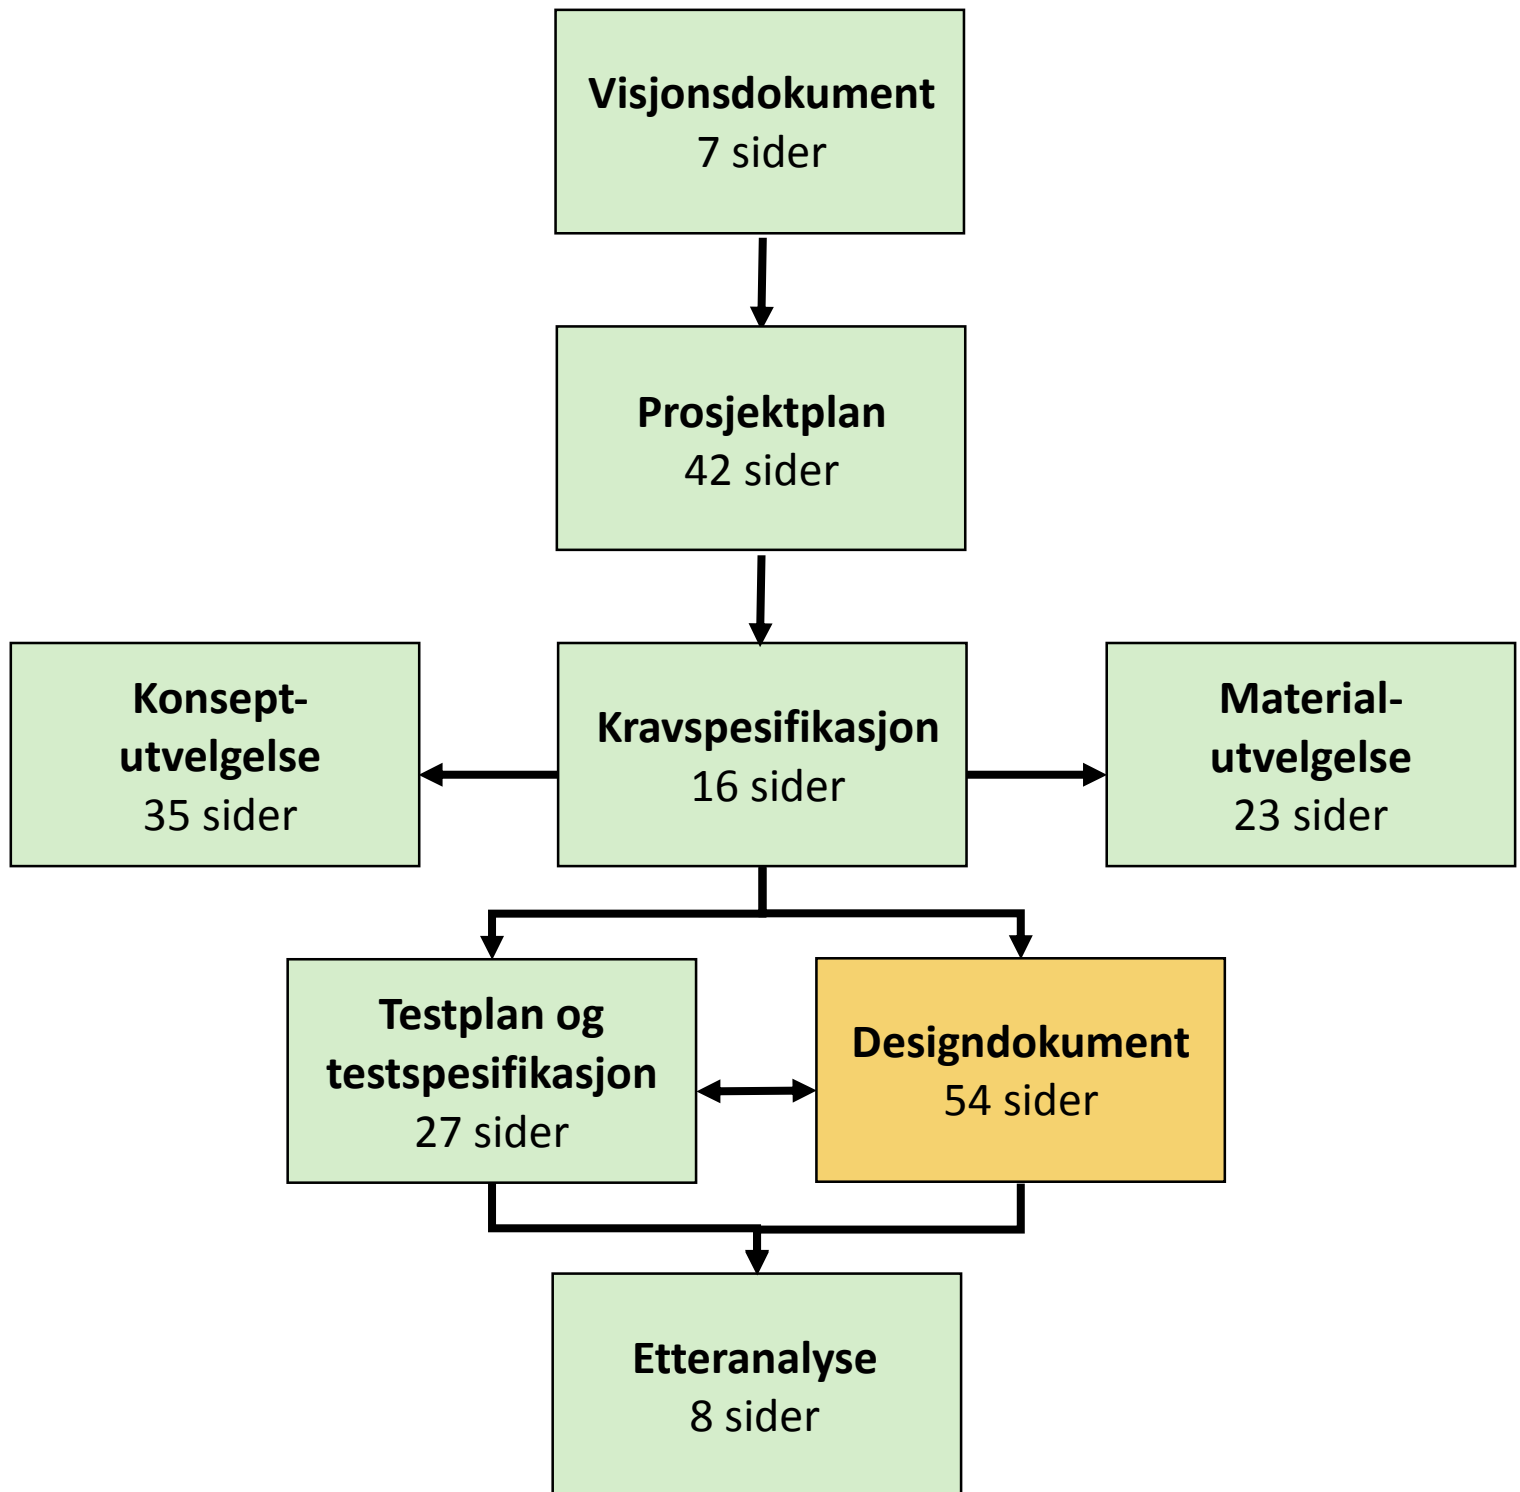 Visjonsdokument
7 sider
Prosjektplan
42 sider
Konsept-
utvelgelse
35 sider
Kravspesifikasjon
16 sider
Material-
utvelgelse
23 sider
Testplan og
testspesifikasjon
27 sider
Designdokument
54 sider
Etteranalyse
8 sider